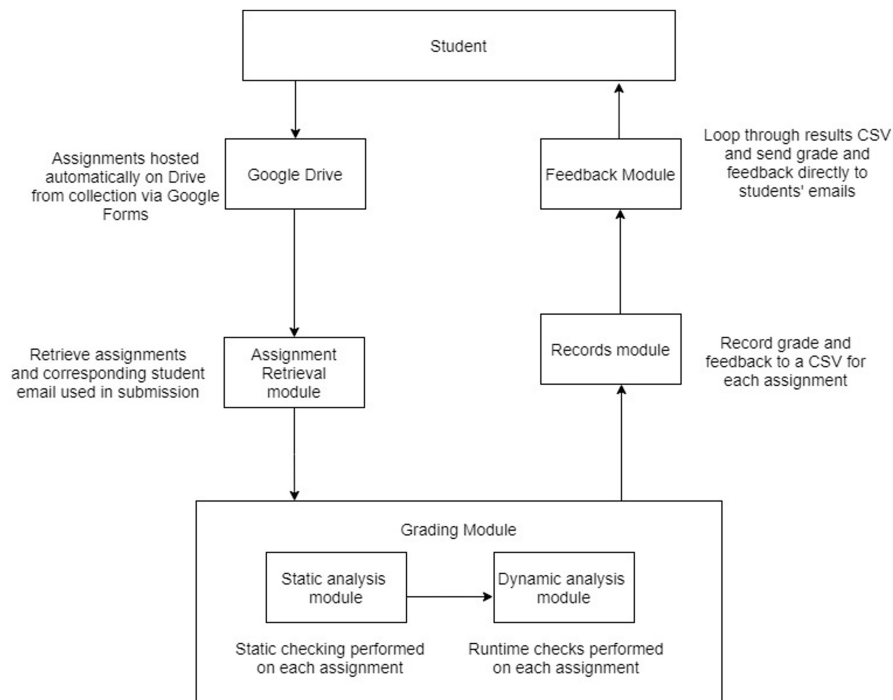 Student
Assignments hosted
automatically on Drive
from collection via Google
Forms
Google Drive
Feedback Module
Loop through results CSV
and send grade and
feedback directly to
students' emails
Retrieve assignments
and corresponding student
email used in submission
Assignment
Retrieval
module
Records module
Record grade and
feedback to a CSV for
each assignment
Grading Module
Static analysis
module
Dynamic analysis
module
Static checking performed
on each assignment
Runtime checks performed
on each assignment